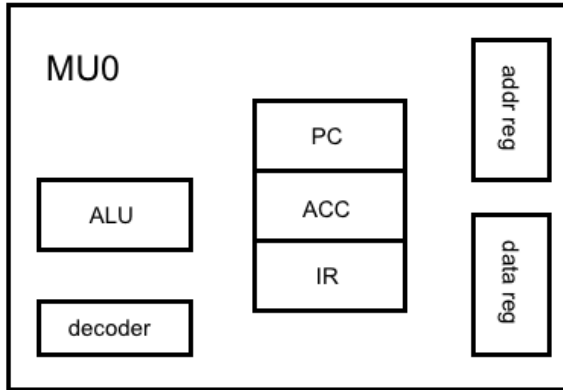 MU0
addr reg
PC
ALU
ACC
IR
data reg
decoder